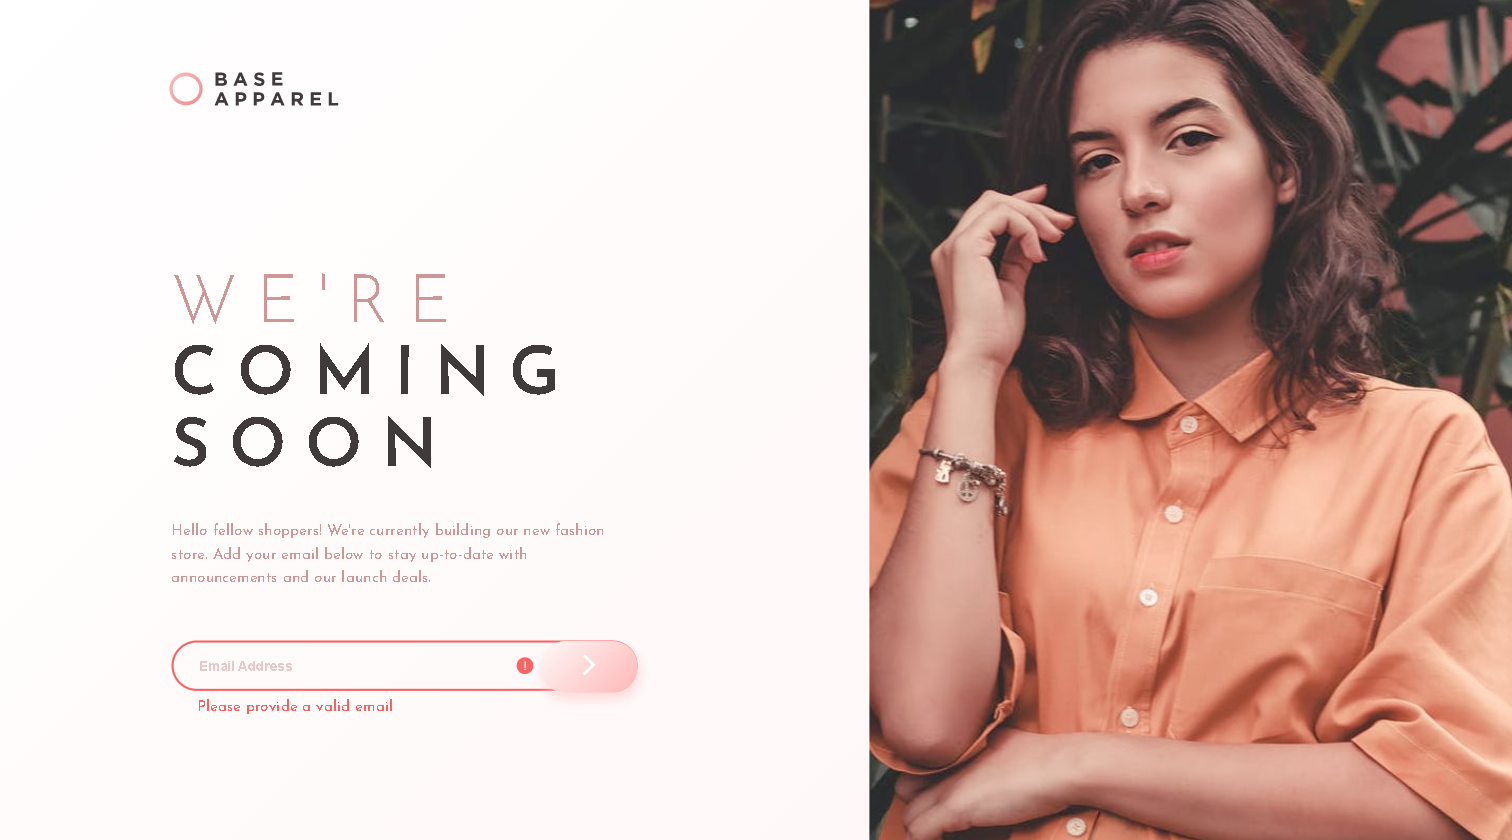 BASE
APPAREL
WE'RE
COMING
SOON
Hello fellow shoppers! We're currently building our new fashion
store. Add your email below to stay up-to-date with
announcements and our launch deals.
Email Address
!
Please provide a valid email